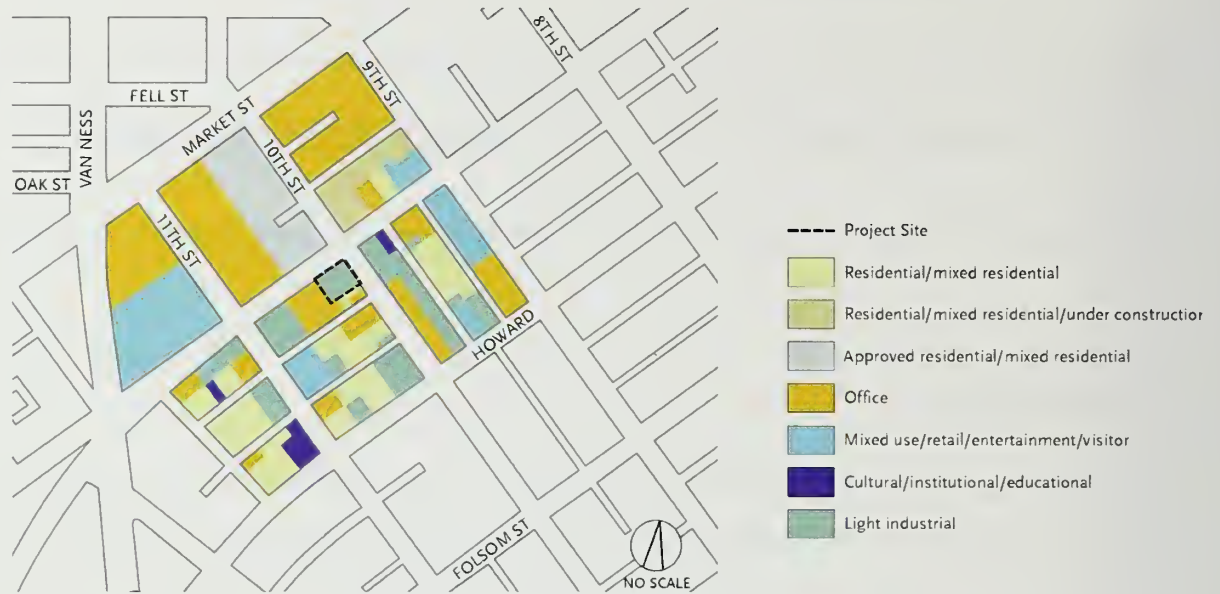 8TH ST
9TH ST
FELL ST
MARKET ST
VAN NESS
10TH ST
OAK ST
11TH ST
HOWARD
FOLSOM ST
NO SCALE
Project Site
Residential/mixed residential
Residential/mixed residential/under construction
Approved residential/mixed residential
Office
Mixed use/retail/entertainment/visitor
Cultural/institutional/educational
Light industrial